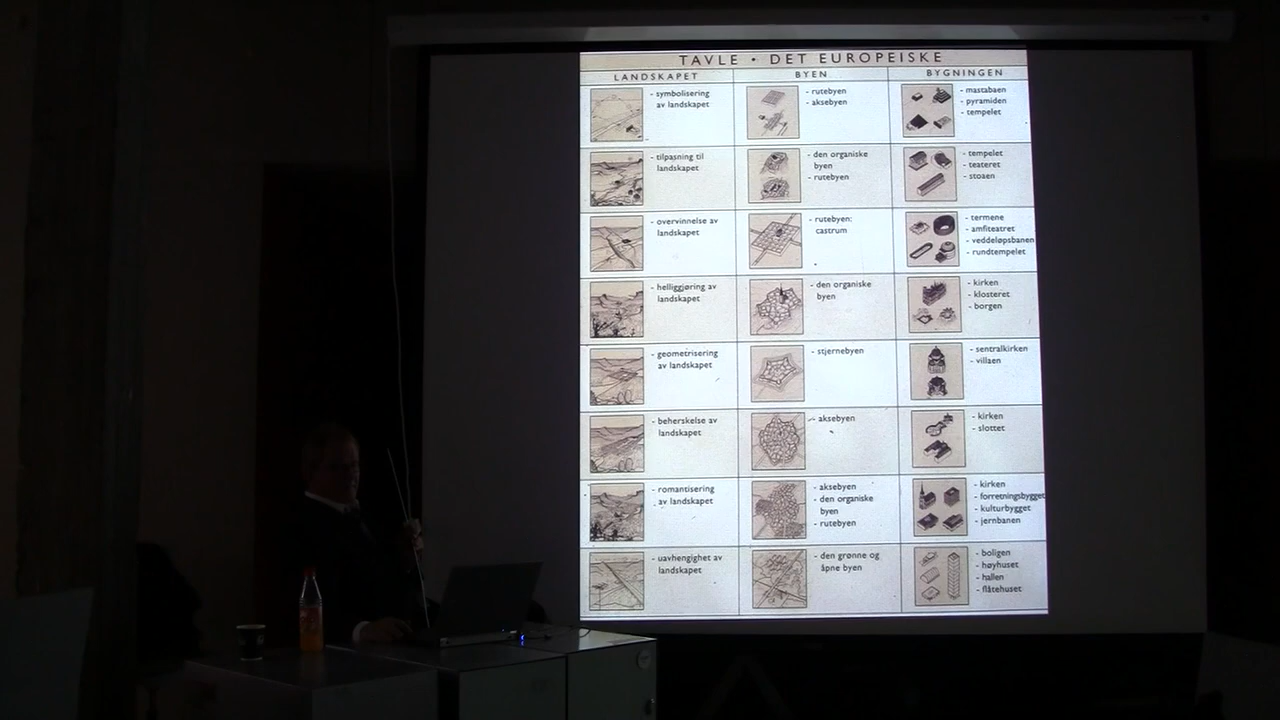 TAVLE • DET EUROPEISKE
LANDSKAPET
BYEN
BYGNINGEN
- symbolisering
av landskapet
- rutebyen
- aksebyen
- mastabaen
- pyramiden
- tempelet
- tilpasning til
landskapet
- den organiske
byen
- rutebyen
- tempelet
- teateret
- stoaen
- overvinnelse av
landskapet
- rutebyen:
castrum
- termene
- amfiteatret
- veddeløpsbanen
- rundtempelet
- helliggjøring av
landskapet
- den organiske
byen
- kirken
- klosteret
- borgen
- geometrisering
av landskapet
- stjernebyen
- sentralkirken
- villaen
- beherskelse av
landskapet
- aksebyen
- kirken
- slottet
- romantisering
av landskapet
- aksebyen
- den organiske
byen
- rutebyen
- kirken
- forretningsbygget
- kulturbygget
- jernbanen
- uavhengighet av
landskapet
- den grønne og
åpne byen
- boligen
- høyhuset
- hallen
- flåtehuset